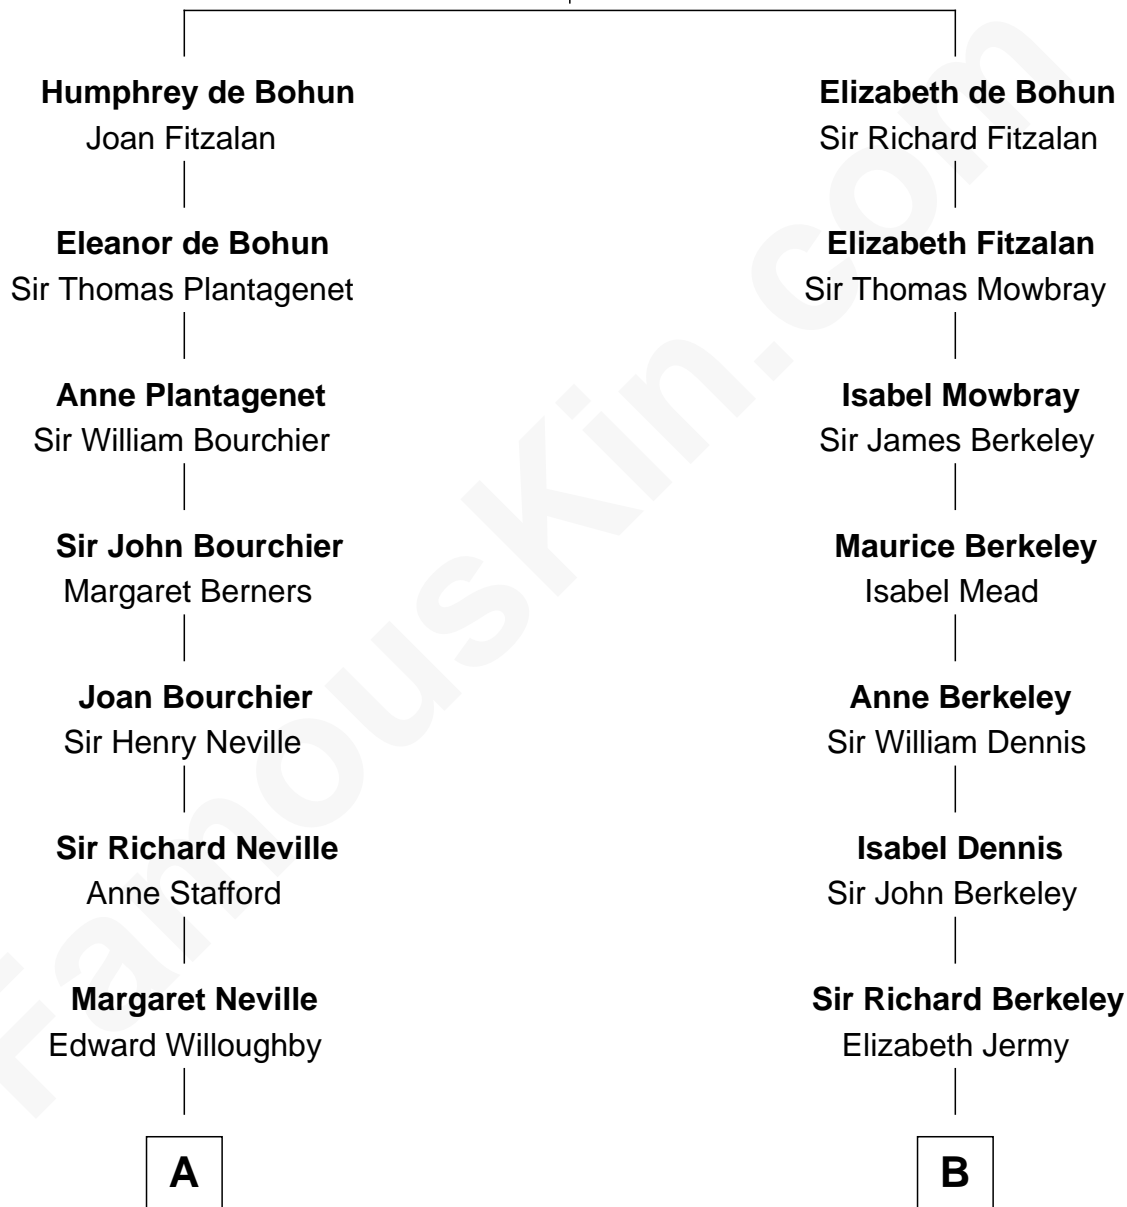 Humphrey de Bohun
Joan Fitzalan
Eleanor de Bohun
Sir Thomas Plantagenet
Anne Plantagenet
Sir William Bourchier
Sir John Bourchier
Margaret Berners
Joan Bourchier
Sir Henry Neville
Sir Richard Neville
Anne Stafford
Margaret Neville
Edward Willoughby
A
Elizabeth de Bohun
Sir Richard Fitzalan
Elizabeth Fitzalan
Sir Thomas Mowbray
Isabel Mowbray
Sir James Berkeley
Maurice Berkeley
Isabel Mead
Anne Berkeley
Sir William Dennis
Isabel Dennis
Sir John Berkeley
Sir Richard Berkeley
Elizabeth Jermy
B
FamousKin.com